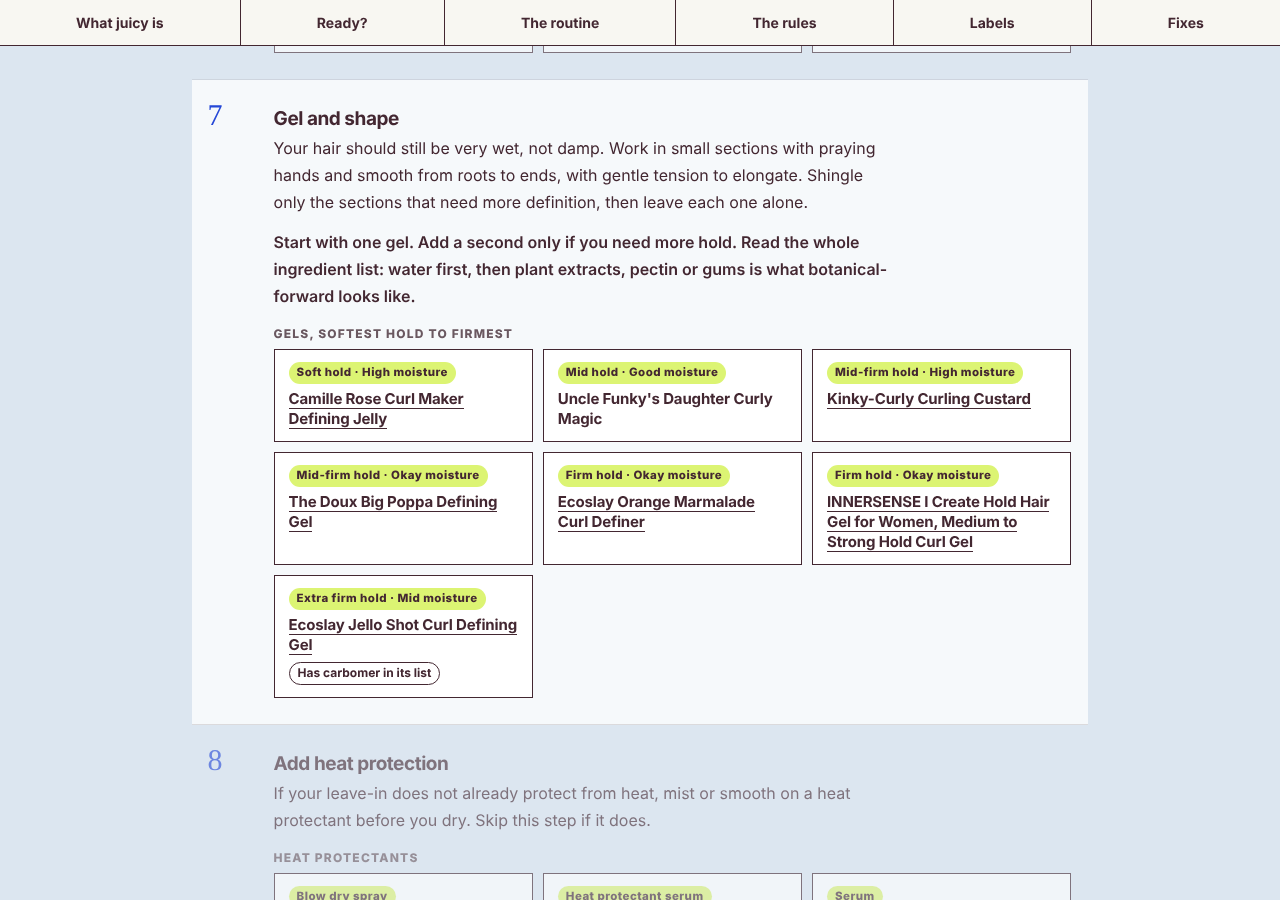 What juicy is
Ready?
The routine
The rules
Labels
Fixes
7
Gel and shape
Your hair should still be very wet, not damp. Work in small sections with praying
hands and smooth from roots to ends, with gentle tension to elongate. Shingle
only the sections that need more definition, then leave each one alone.
Start with one gel. Add a second only if you need more hold. Read the whole
ingredient list: water first, then plant extracts, pectin or gums is what botanical-
forward looks like.
GELS, SOFTEST HOLD TO FIRMEST
Soft hold · High moisture
Camille Rose Curl Maker
Defining Jelly
Mid hold · Good moisture
Uncle Funky's Daughter Curly
Magic
Mid-firm hold · High moisture
Kinky-Curly Curling Custard
Mid-firm hold · Okay moisture
The Doux Big Poppa Defining
Gel
Firm hold · Okay moisture
Ecoslay Orange Marmalade
Curl Definer
Firm hold · Okay moisture
INNERSENSE I Create Hold Hair
Gel for Women, Medium to
Strong Hold Curl Gel
Extra firm hold · Mid moisture
Ecoslay Jello Shot Curl Defining
Gel
Has carbomer in its list
8
Add heat protection
If your leave-in does not already protect from heat, mist or smooth on a heat
protectant before you dry. Skip this step if it does.
HEAT PROTECTANTS
Blow dry spray
Heat protectant serum
Serum